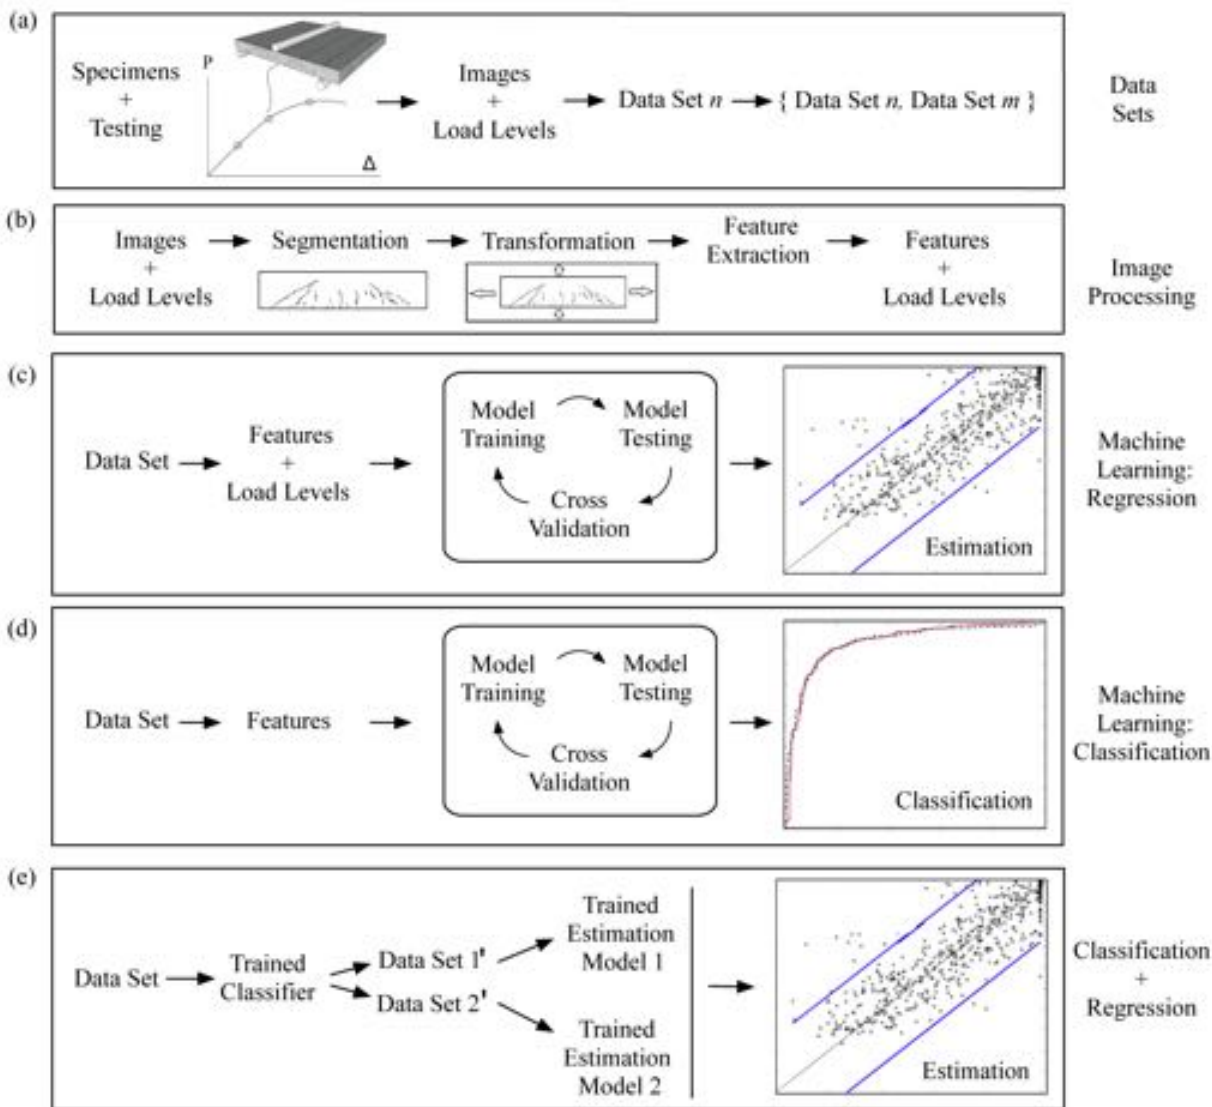 (a)
Specimens
+
Testing
P
Δ
Images
+
Load Levels
Data Set n
{ Data Set n, Data Set m }
Data
Sets
(b)
Images
+
Load Levels
Segmentation
Transformation
Feature
Extraction
Features
+
Load Levels
Image
Processing
(c)
Data Set
Features
+
Load Levels
Model
Training
Model
Testing
Cross
Validation
Estimation
Machine
Learning:
Regression
(d)
Data Set
Features
Model
Training
Model
Testing
Cross
Validation
Classification
Machine
Learning:
Classification
(e)
Data Set
Trained
Classifier
Data Set 1'
Data Set 2'
Trained
Estimation
Model 1
Trained
Estimation
Model 2
Estimation
Classification
+
Regression